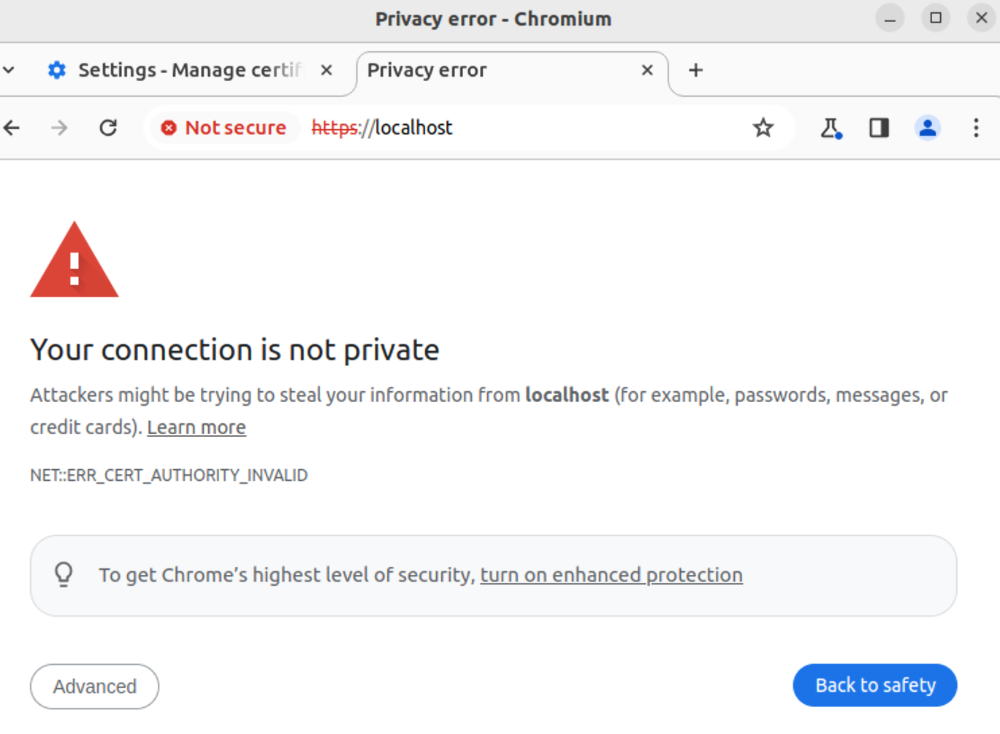 Privacy error - Chromium
Settings - Manage certif
Privacy error
Not secure
https://localhost
Your connection is not private
Attackers might be trying to steal your information from localhost (for example, passwords, messages, or
credit cards). Learn more
NET::ERR_CERT_AUTHORITY_INVALID
To get Chrome’s highest level of security, turn on enhanced protection
Advanced
Back to safety